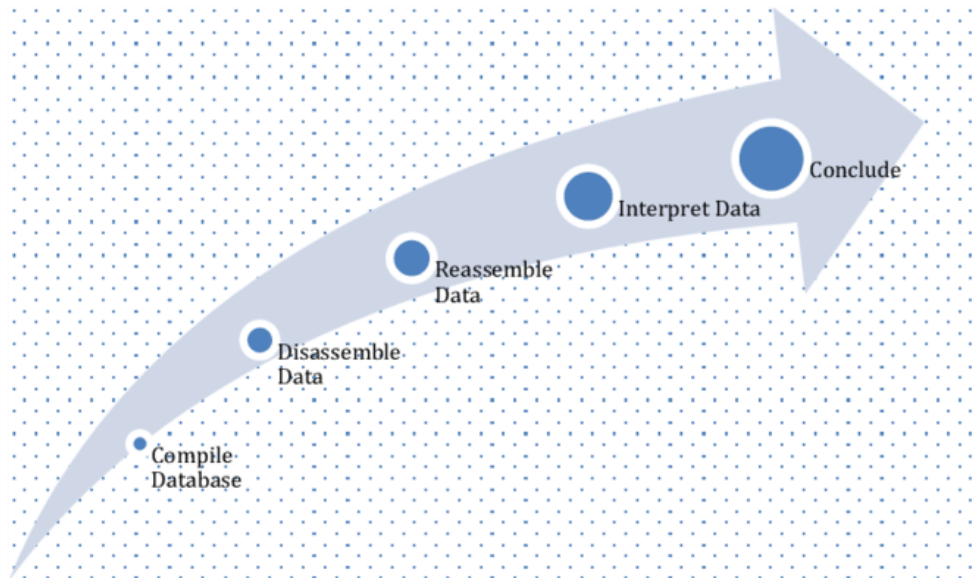 Compile
Database
Disassemble
Data
Reassemble
Data
Interpret Data
Conclude